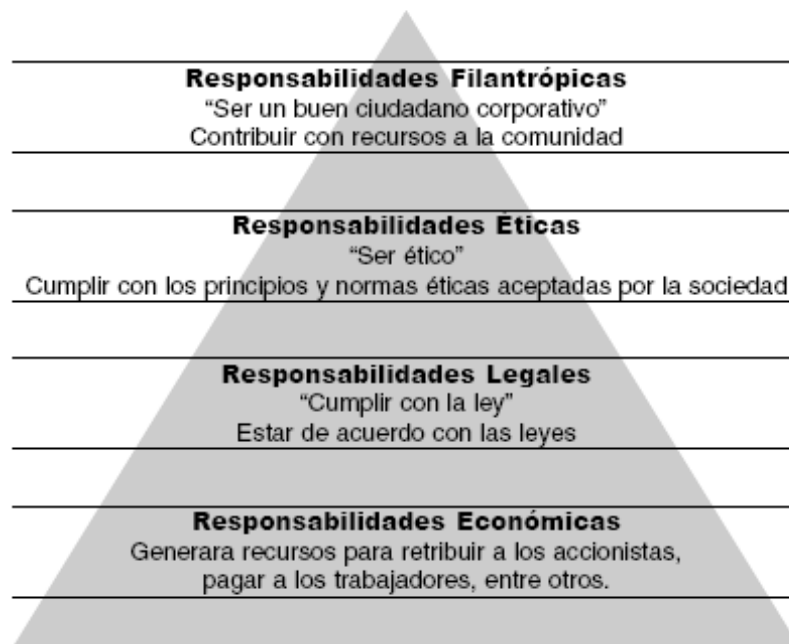 Responsabilidades Filantrópicas
“Ser un buen ciudadano corporativo”
Contribuir con recursos a la comunidad
Responsabilidades Éticas
“Ser ético”
Cumplir con los principios y normas éticas aceptadas por la sociedad
Responsabilidades Legales
“Cumplir con la ley”
Estar de acuerdo con las leyes
Responsabilidades Económicas
Generara recursos para retribuir a los accionistas,
pagar a los trabajadores, entre otros.